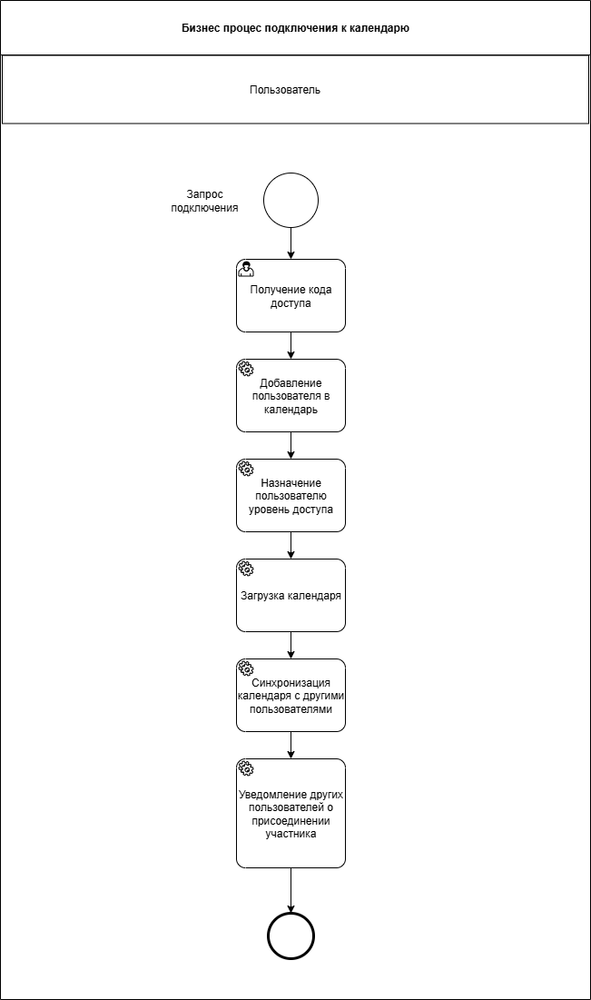 Бизнес процес подключения к календарю
Пользователь
Запрос
подключения
Получение кода
доступа
Добавление
пользователя в
календарь
Назначение
пользователю
уровень доступа
Загрузка календаря
Синхронизация
календаря с другими
пользователями
Уведомление других
пользователей о
присоединении
участника